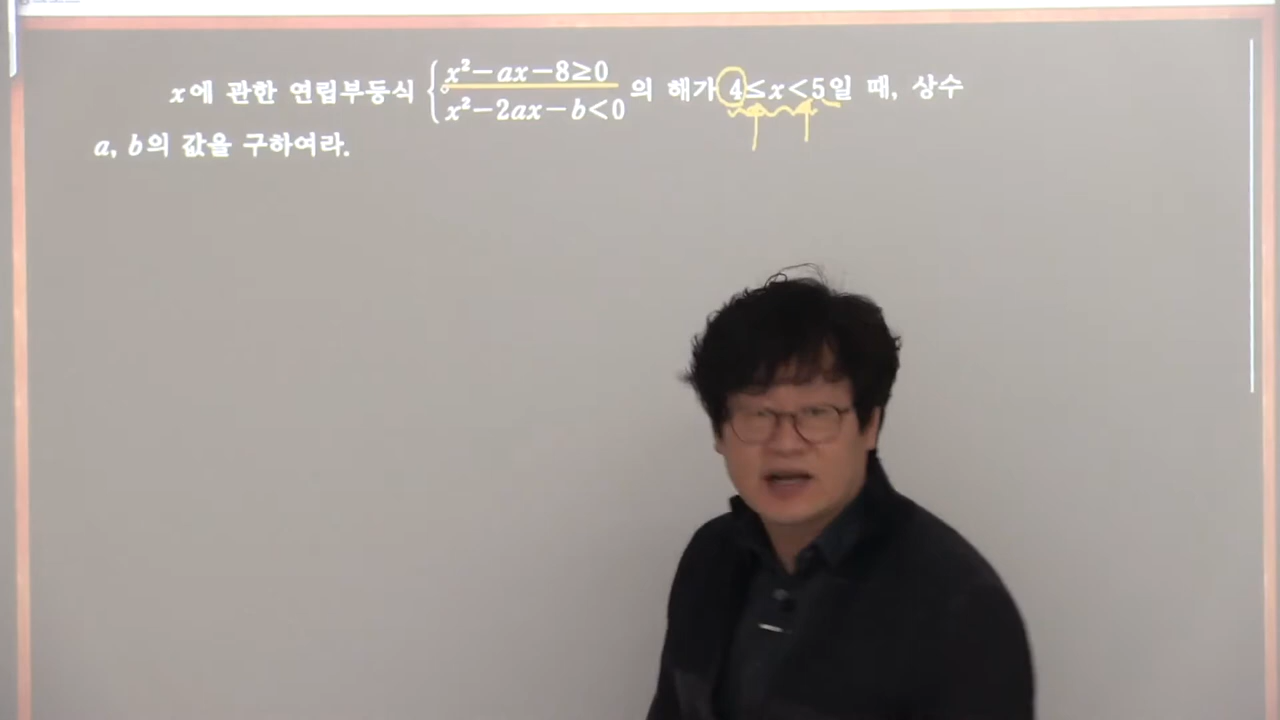 x에 관한 연립부등식 { x²-ax-8≥0 x²-2ax-b<0 의 해가 4≤x<5일 때, 상수
a, b의 값을 구하여라.